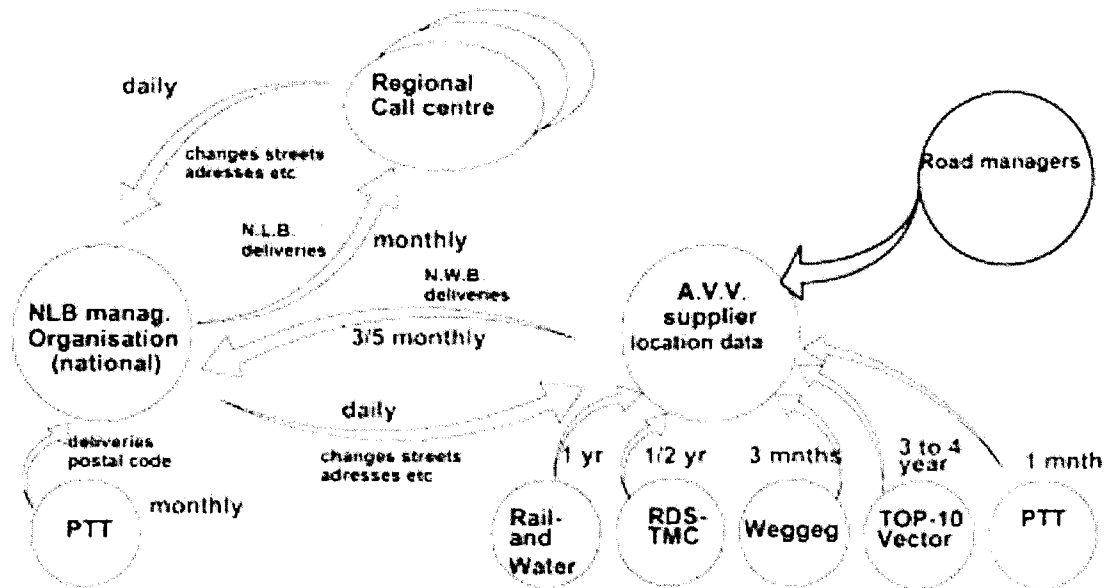 daily
Regional
Call centre
changes streets
adresses etc
Road managers
N.L.B.
deliveries
monthly
N.W.B.
deliveries
NLB manag.
Organisation
(national)
3/5 monthly
A.V.V.
supplier
location data
daily
changes streets
adresses etc
deliveries
postal code
monthly
PTT
1 yr
1/2 yr
3 mnths
3 to 4
year
1 mnth
Rail-
and
Water
RDS-
TMC
Weggeg
TOP-10
Vector
PTT